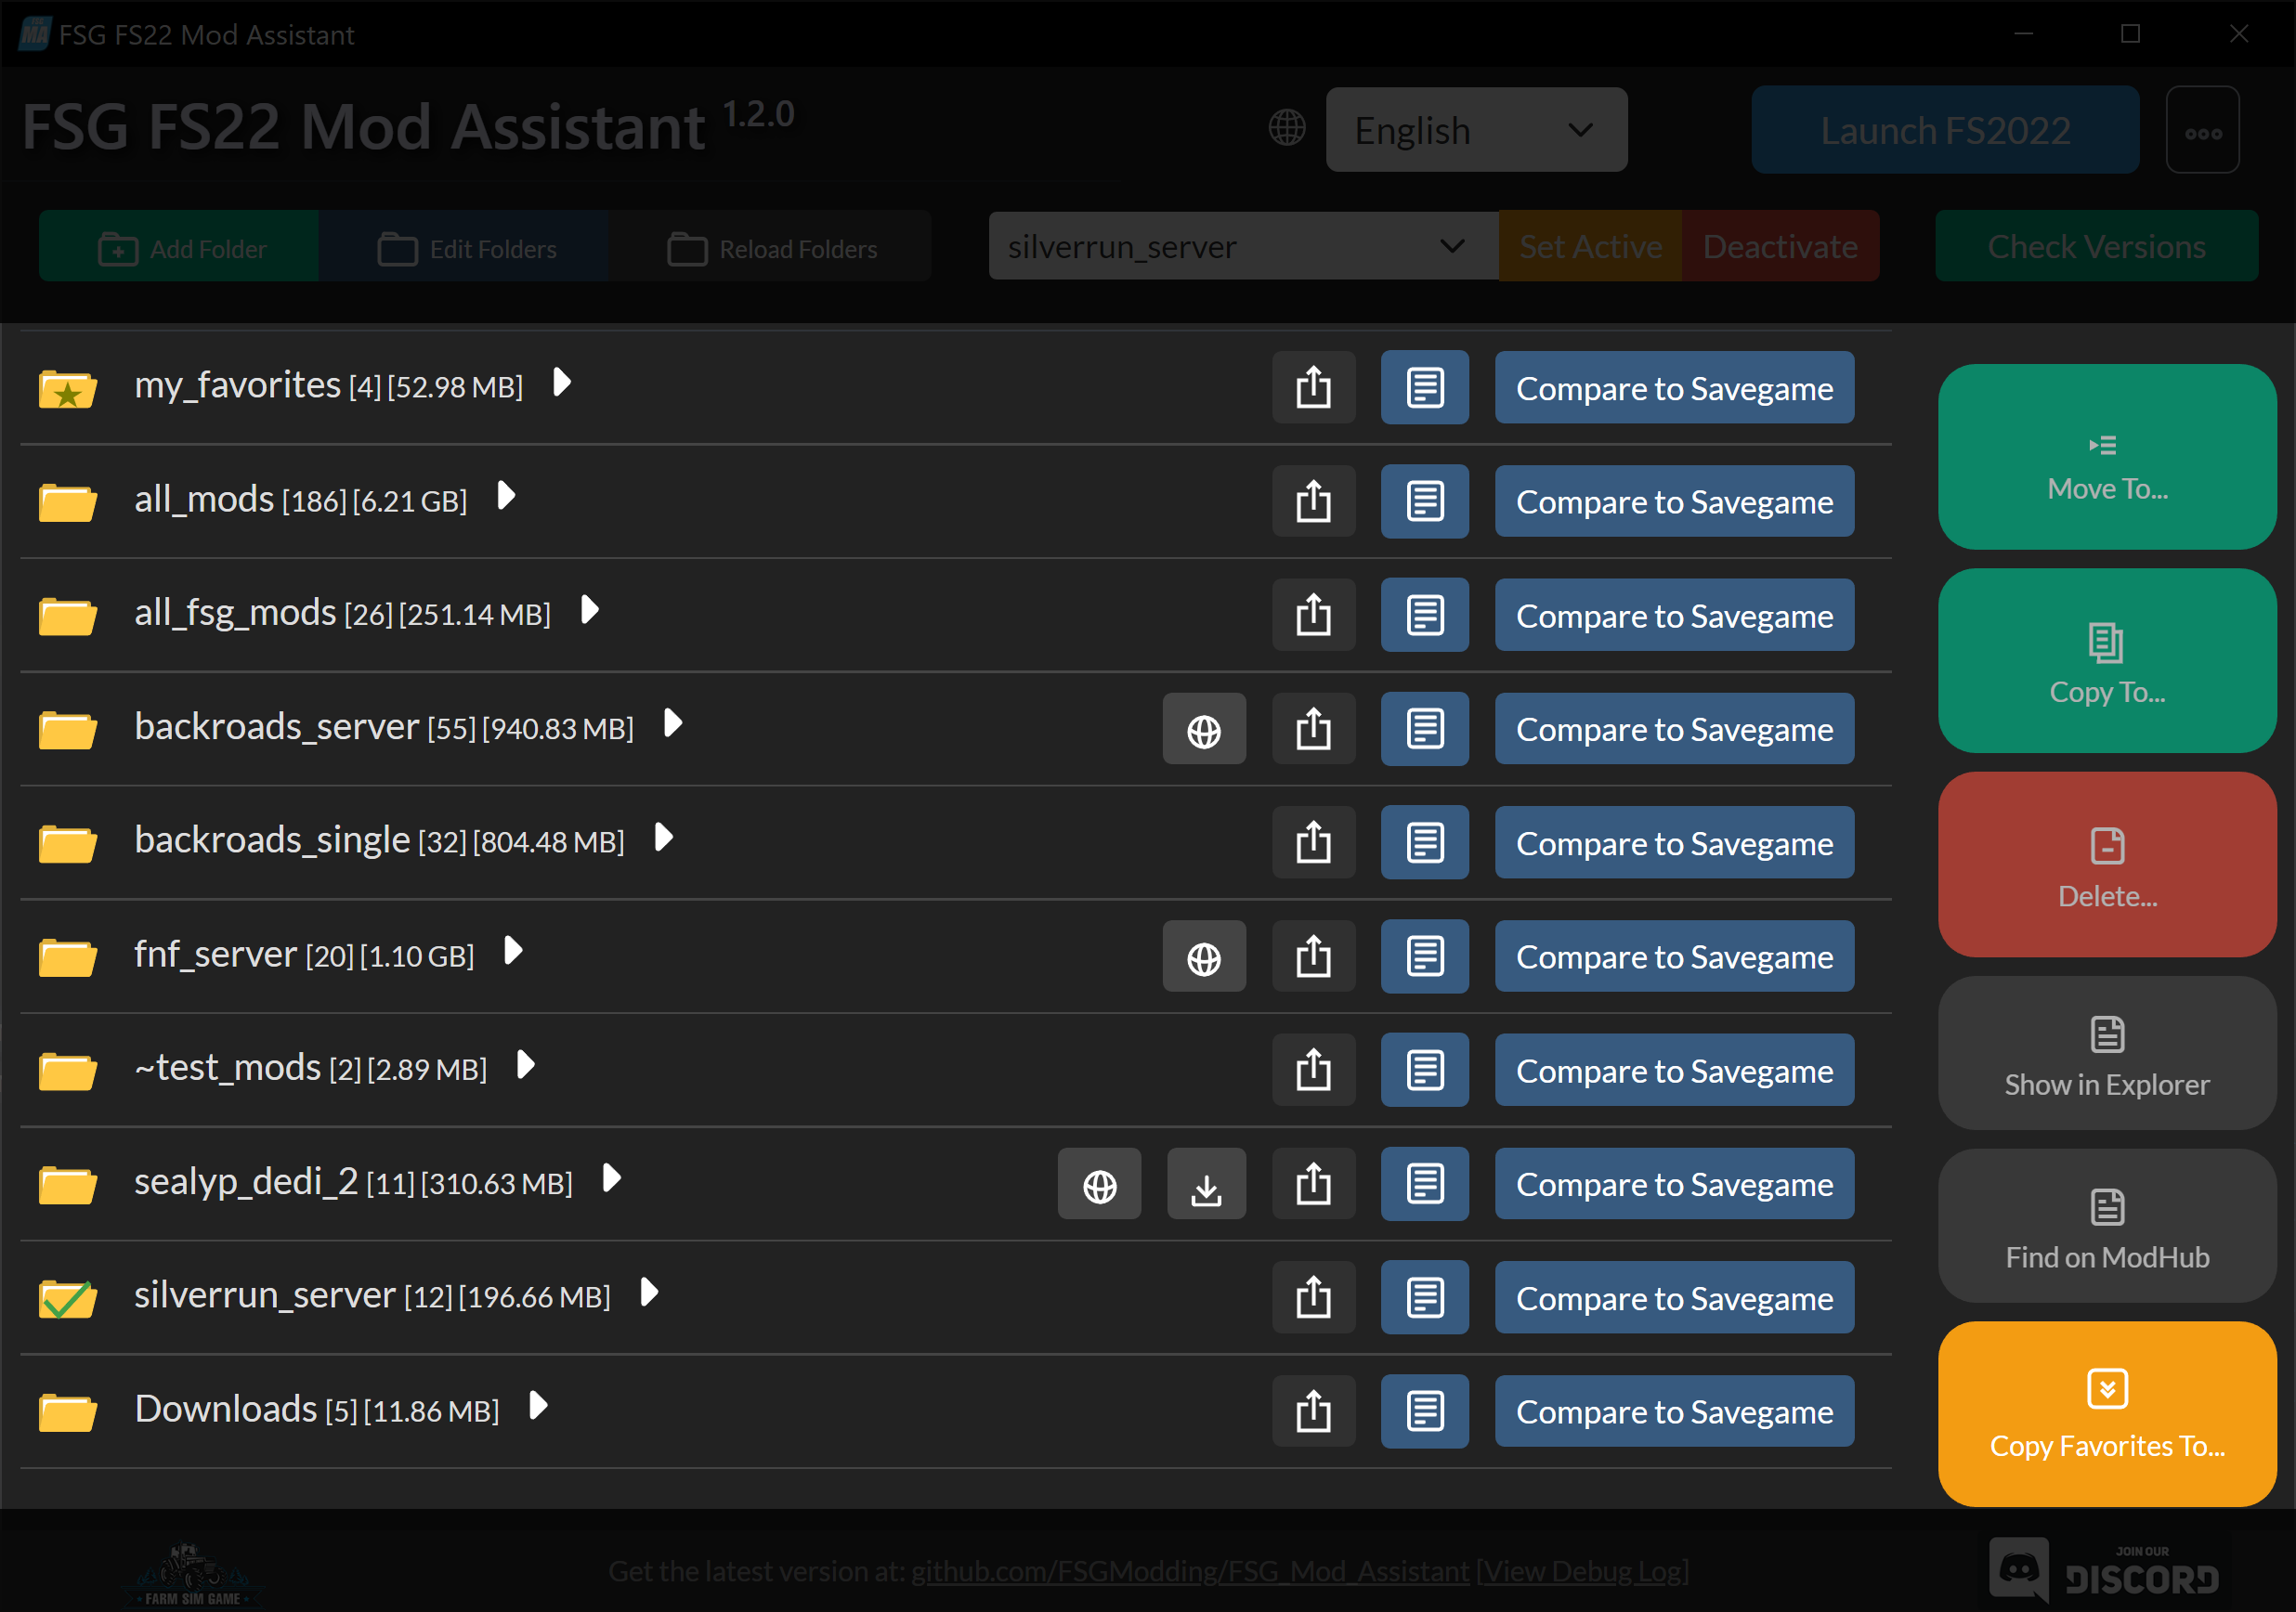 FSG FS22 Mod Assistant
FSG FS22 Mod Assistant 1.2.0
English
Launch FS2022
Add Folder
Edit Folders
Reload Folders
silverrun_server
Set Active
Deactivate
Check Versions
my_favorites [4] [52.98 MB]
Compare to Savegame
all_mods [186] [6.21 GB]
Compare to Savegame
all_fsg_mods [26] [251.14 MB]
Compare to Savegame
backroads_server [55] [940.83 MB]
Compare to Savegame
backroads_single [32] [804.48 MB]
Compare to Savegame
fnf_server [20] [1.10 GB]
Compare to Savegame
~test_mods [2] [2.89 MB]
Compare to Savegame
sealyp_dedi_2 [11] [310.63 MB]
Compare to Savegame
silverrun_server [12] [196.66 MB]
Compare to Savegame
Downloads [5] [11.86 MB]
Compare to Savegame
Move To...
Copy To...
Delete...
Show in Explorer
Find on ModHub
Copy Favorites To...
FARM SIM GAME
Get the latest version at: github.com/FSGModding/FSG_Mod_Assistant [View Debug Log]
JOIN OUR
DISCORD